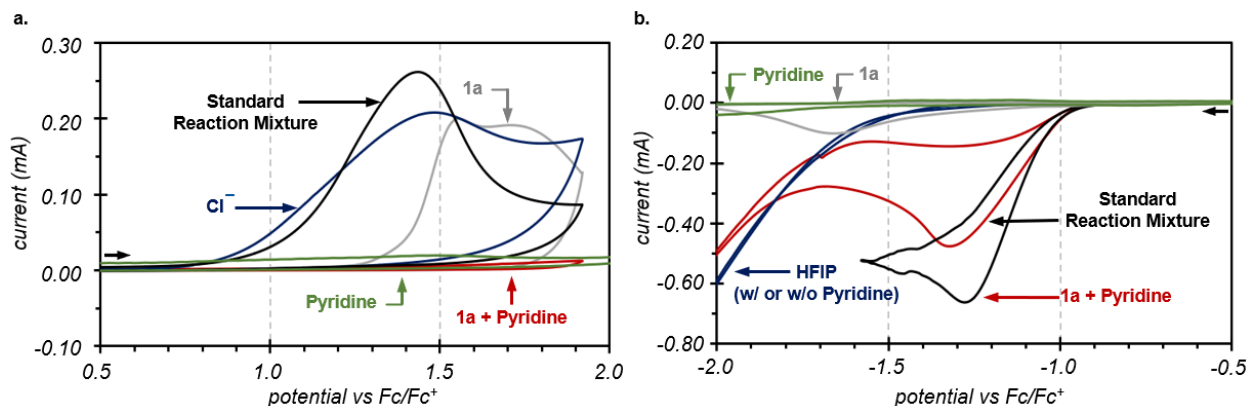 a.
0.30
0.20
0.10
0.00
-0.10
current (mA)
Standard
Reaction Mixture
1a
Cl⁻
Pyridine
1a + Pyridine
0.5
1.0
1.5
2.0
potential vs Fc/Fc⁺
b.
0.20
0.00
-0.20
-0.40
-0.60
-0.80
current (mA)
Pyridine
1a
Standard
Reaction Mixture
HFIP
(w/ or w/o Pyridine)
1a + Pyridine
-2.0
-1.5
-1.0
-0.5
potential vs Fc/Fc⁺